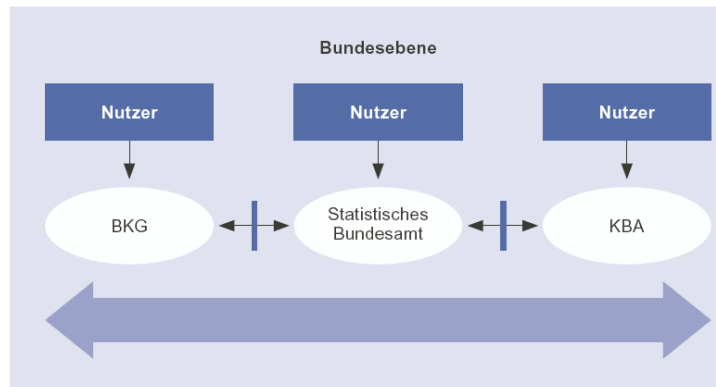 Bundesebene
Nutzer
Nutzer
Nutzer
BKG
Statistisches
Bundesamt
KBA